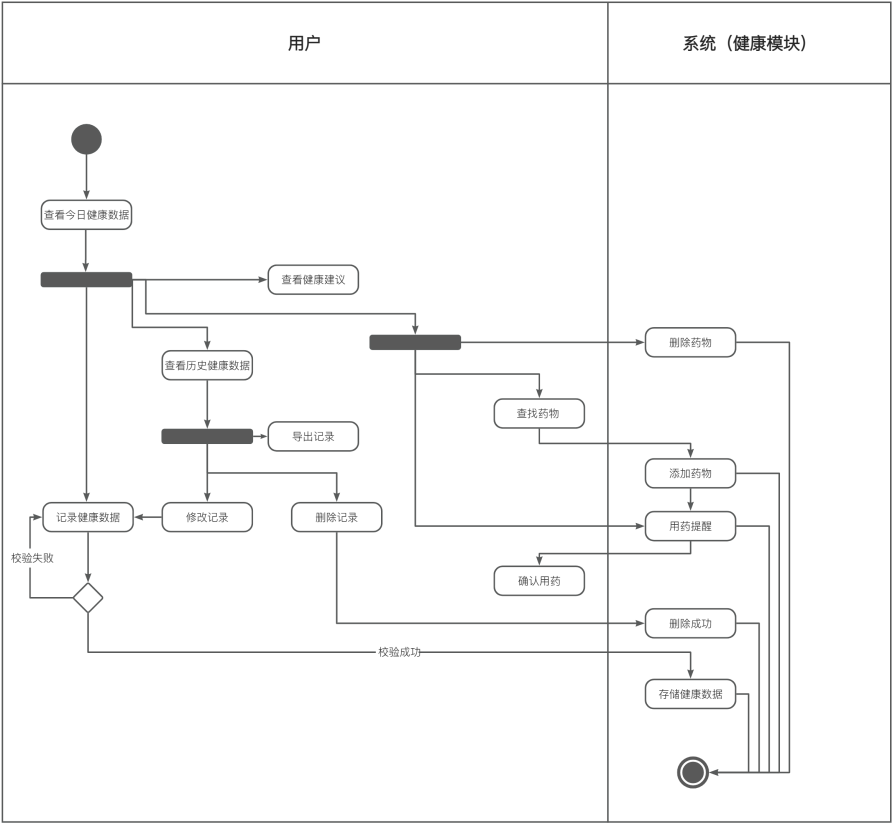 用户
系统（健康模块）
查看今日健康数据
查看健康建议
删除药物
查看历史健康数据
查找药物
导出记录
添加药物
记录健康数据
修改记录
删除记录
用药提醒
校验失败
确认用药
删除成功
校验成功
存储健康数据